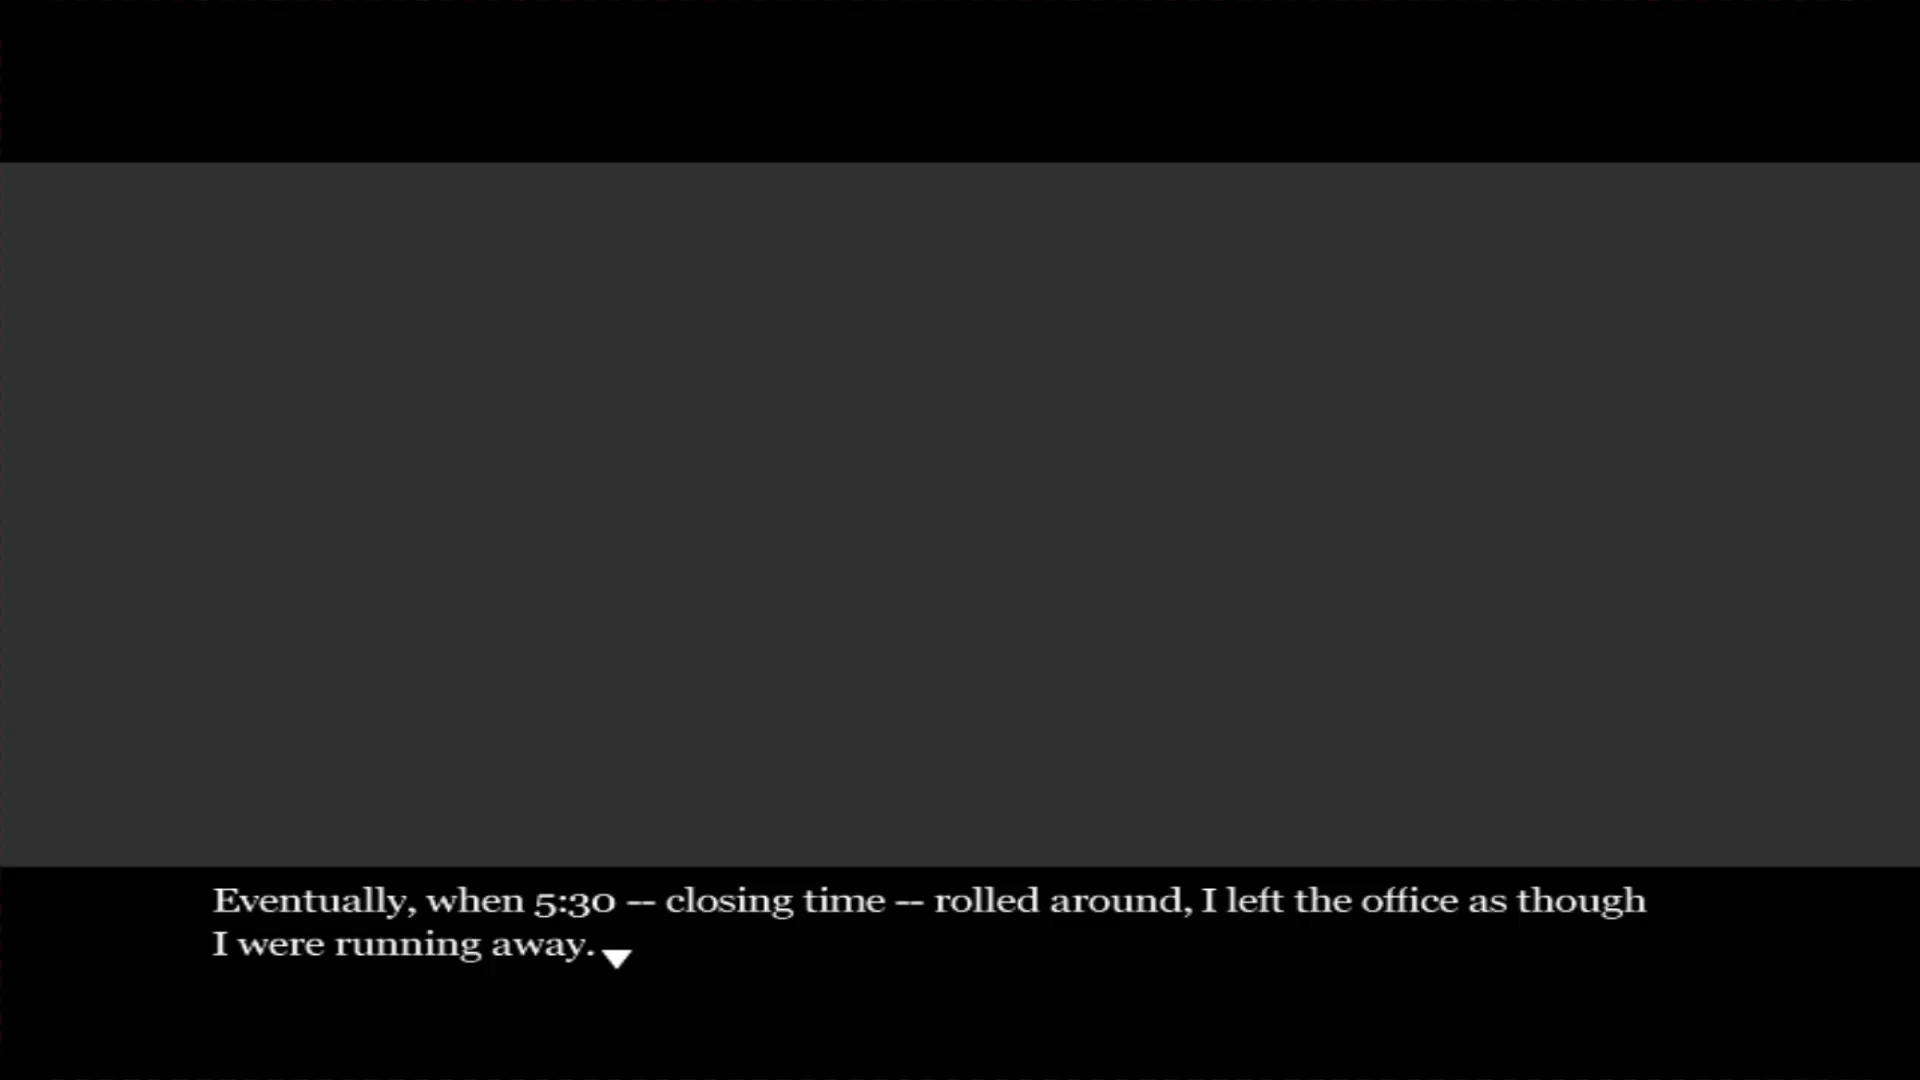 Eventually, when 5:30 -- closing time -- rolled around, I left the office as though
I were running away.